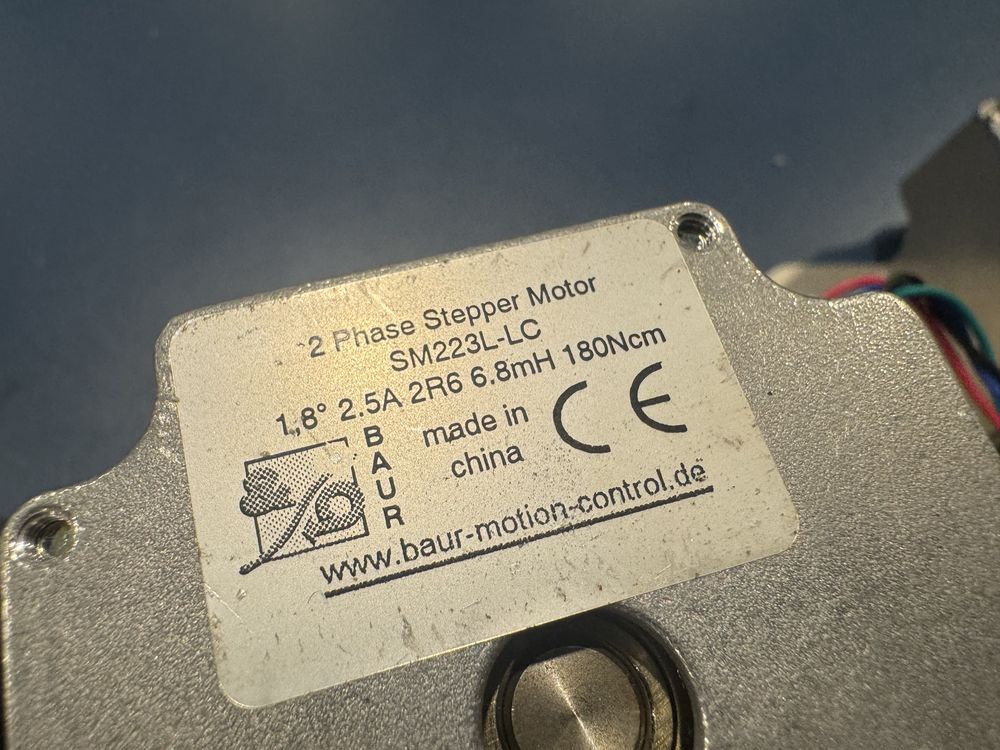 2 Phase Stepper Motor
SM223L-LC
1,8° 2.5A 2R6 6.8mH 180Ncm
BAUR
made in
china
CE
www.baur-motion-control.de